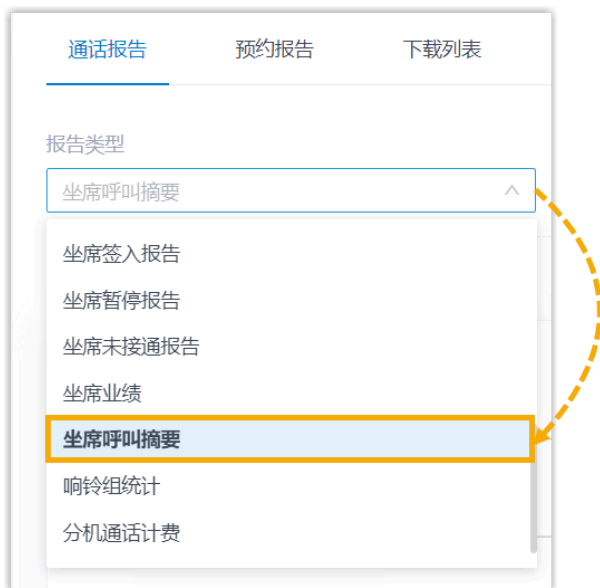 通话报告 预约报告 下载列表
报告类型
坐席呼叫摘要
坐席签入报告
坐席暂停报告
坐席未接通报告
坐席业绩
坐席呼叫摘要
响铃组统计
分机通话计费